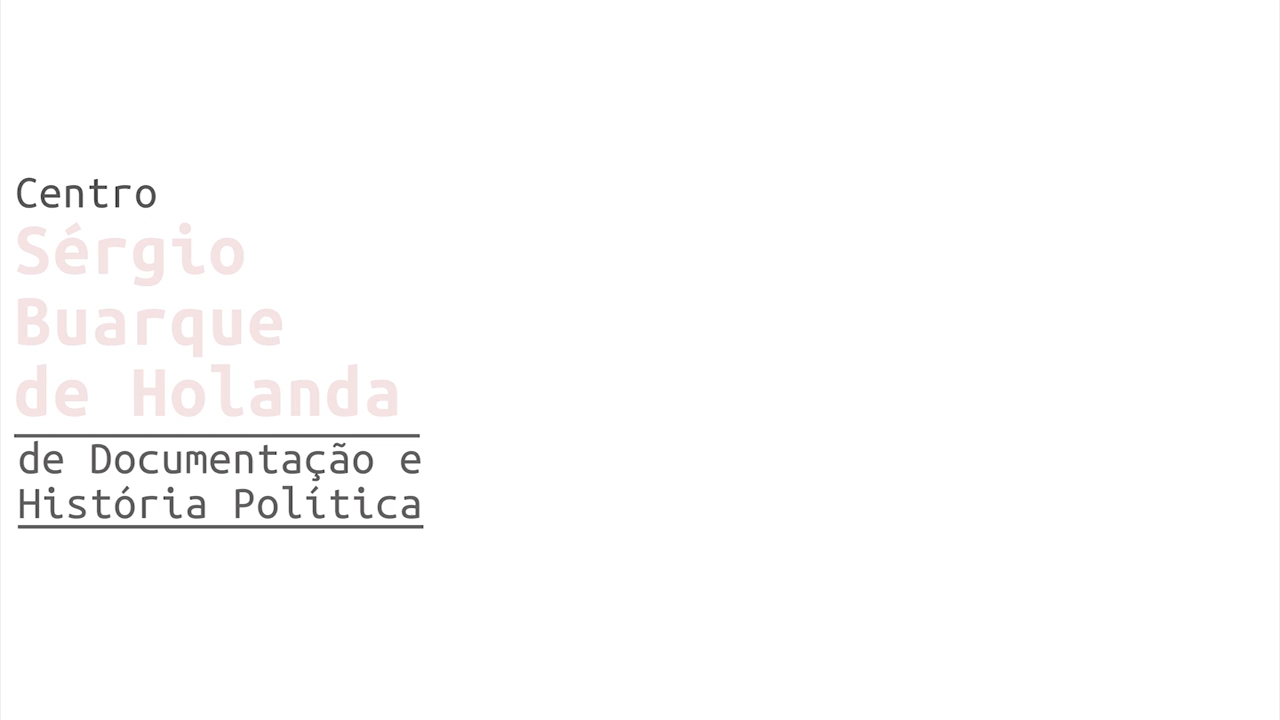 Centro
Sérgio
Buarque
de Holanda
de Documentação e
História Política